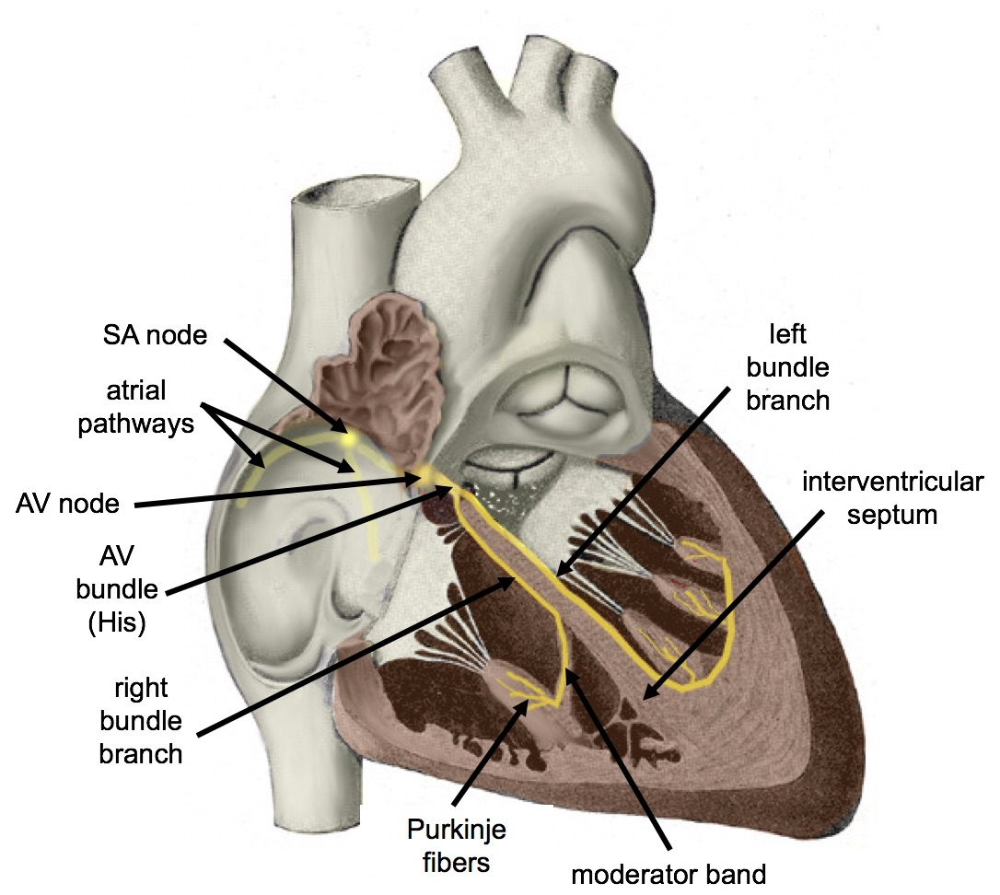 SA node
atrial
pathways
AV node
AV
bundle
(His)
right
bundle
branch
left
bundle
branch
interventricular
septum
Purkinje
fibers
moderator band